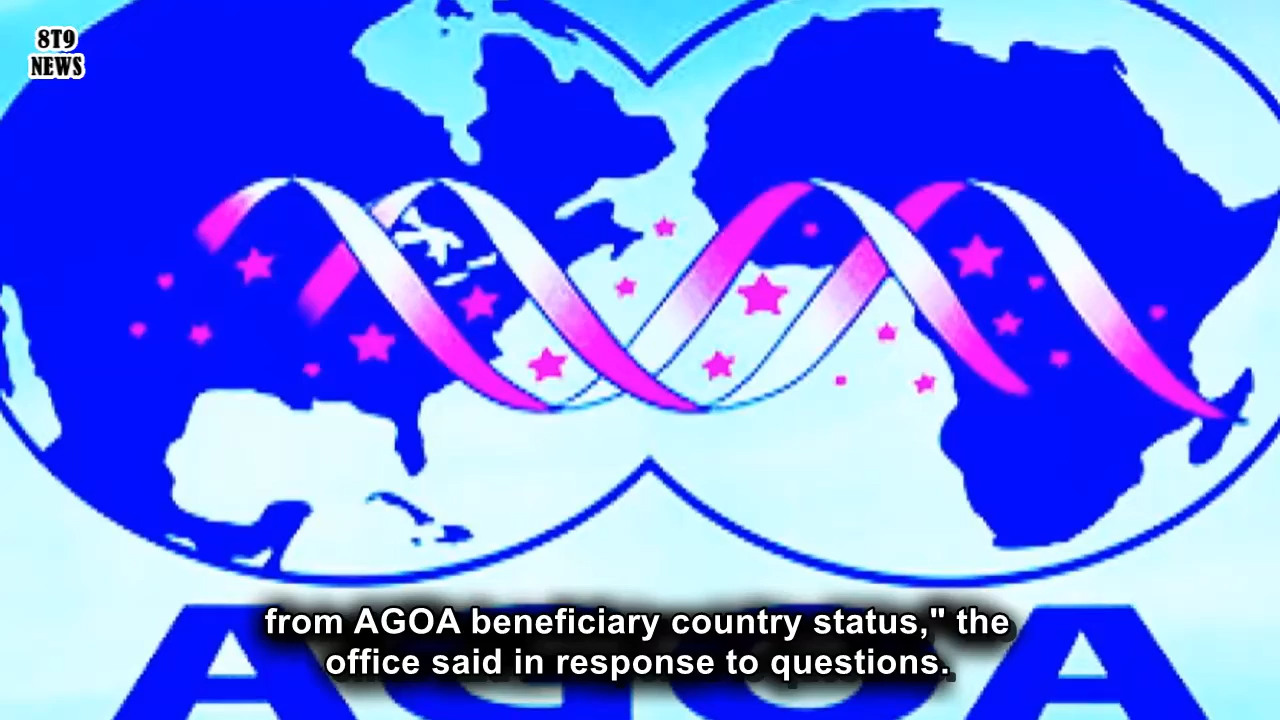 8T9
NEWS
from AGOA beneficiary country status," the
office said in response to questions.
AGOA